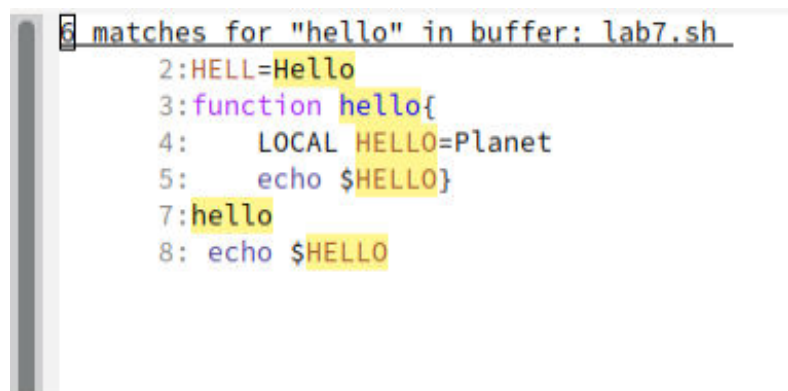 6 matches for "hello" in buffer: lab7.sh
2:HELL=Hello
3:function hello{
4:    LOCAL HELLO=Planet
5:    echo $HELLO}
7:hello
8: echo $HELLO